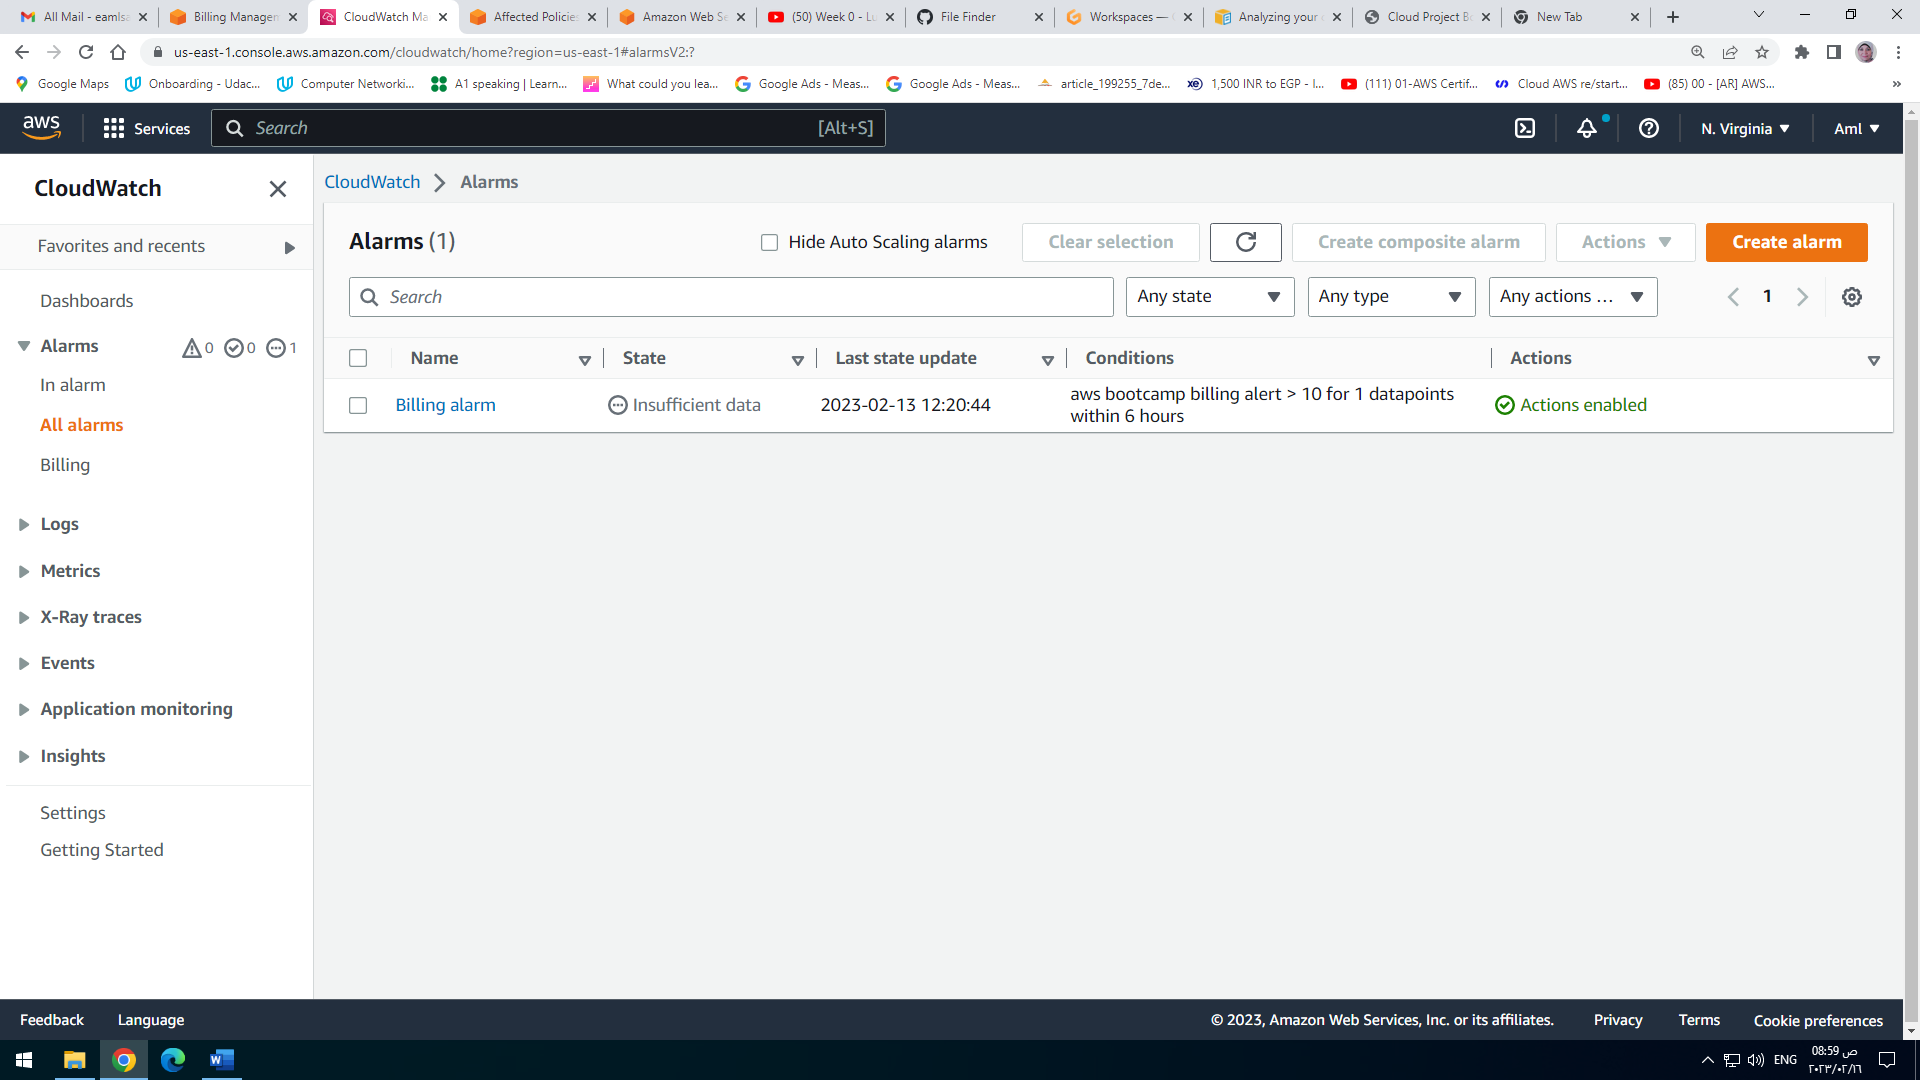 All Mail - eamlsa
Billing Managen
CloudWatch Ma
Affected Policies
Amazon Web Se
(50) Week 0 - Lu
File Finder
Workspaces —
Analyzing your
Cloud Project Bo
New Tab
us-east-1.console.aws.amazon.com/cloudwatch/home?region=us-east-1#alarmsV2:?
Google Maps
Onboarding - Udac...
Computer Networki...
A1 speaking | Learn...
What could you lea...
Google Ads - Meas...
Google Ads - Meas...
article_199255_7de...
1,500 INR to EGP - I...
(111) 01-AWS Certif...
Cloud AWS re/start...
(85) 00 - [AR] AWS...
»
aws
Services
Search
[Alt+S]
N. Virginia
Aml
CloudWatch
Favorites and recents
Dashboards
Alarms 0 0 1
In alarm
All alarms
Billing
Logs
Metrics
X-Ray traces
Events
Application monitoring
Insights
Settings
Getting Started
CloudWatch > Alarms
Alarms (1)
Hide Auto Scaling alarms
Clear selection
Create composite alarm
Actions
Create alarm
Search
Any state
Any type
Any actions ...
1
Name
State
Last state update
Conditions
Actions
Billing alarm
Insufficient data
2023-02-13 12:20:44
aws bootcamp billing alert > 10 for 1 datapoints
within 6 hours
Actions enabled
Feedback
Language
© 2023, Amazon Web Services, Inc. or its affiliates.
Privacy
Terms
Cookie preferences
ENG
08:59 ص
٢٠٢٣/٠٢/١٦